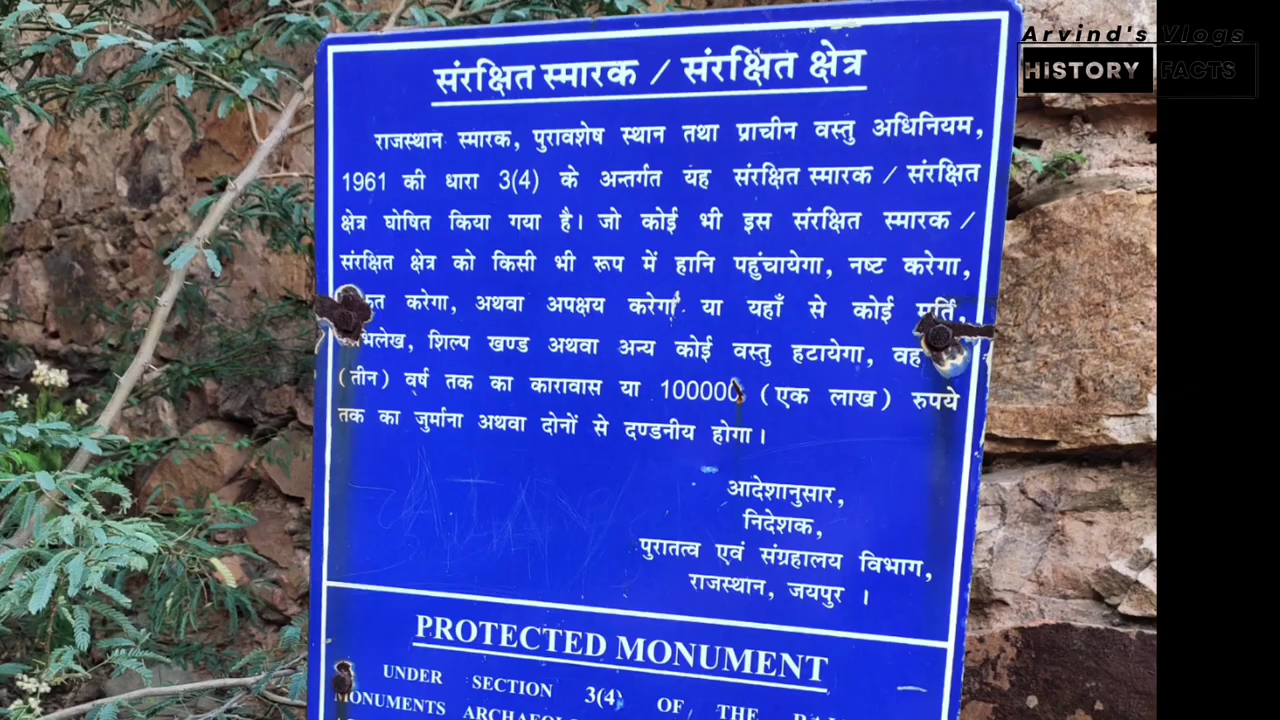 Arvind's Vlogs
HiSTORY FACTS
संरक्षित स्मारक / संरक्षित क्षेत्र
राजस्थान स्मारक, पुरावशेष स्थान तथा प्राचीन वस्तु अधिनियम,
1961 की धारा 3(4) के अन्तर्गत यह संरक्षित स्मारक / संरक्षित
क्षेत्र घोषित किया गया है। जो कोई भी इस संरक्षित स्मारक /
संरक्षित क्षेत्र को किसी भी रूप में हानि पहुंचायेगा, नष्ट करेगा,
करेगा, अथवा अपक्षय करेगा या यहाँ से कोई मूर्ति,
शिल्प खण्ड अथवा अन्य कोई वस्तु हटायेगा, वह
(तीन) वर्ष तक का कारावास या 100000 (एक लाख) रुपये
तक का जुर्माना अथवा दोनों से दण्डनीय होगा।
आदेशानुसार,
निदेशक,
पुरातत्व एवं संग्रहालय विभाग,
राजस्थान, जयपुर ।
PROTECTED MONUMENT
UNDER SECTION 3(4) OF THE
MONUMENTS